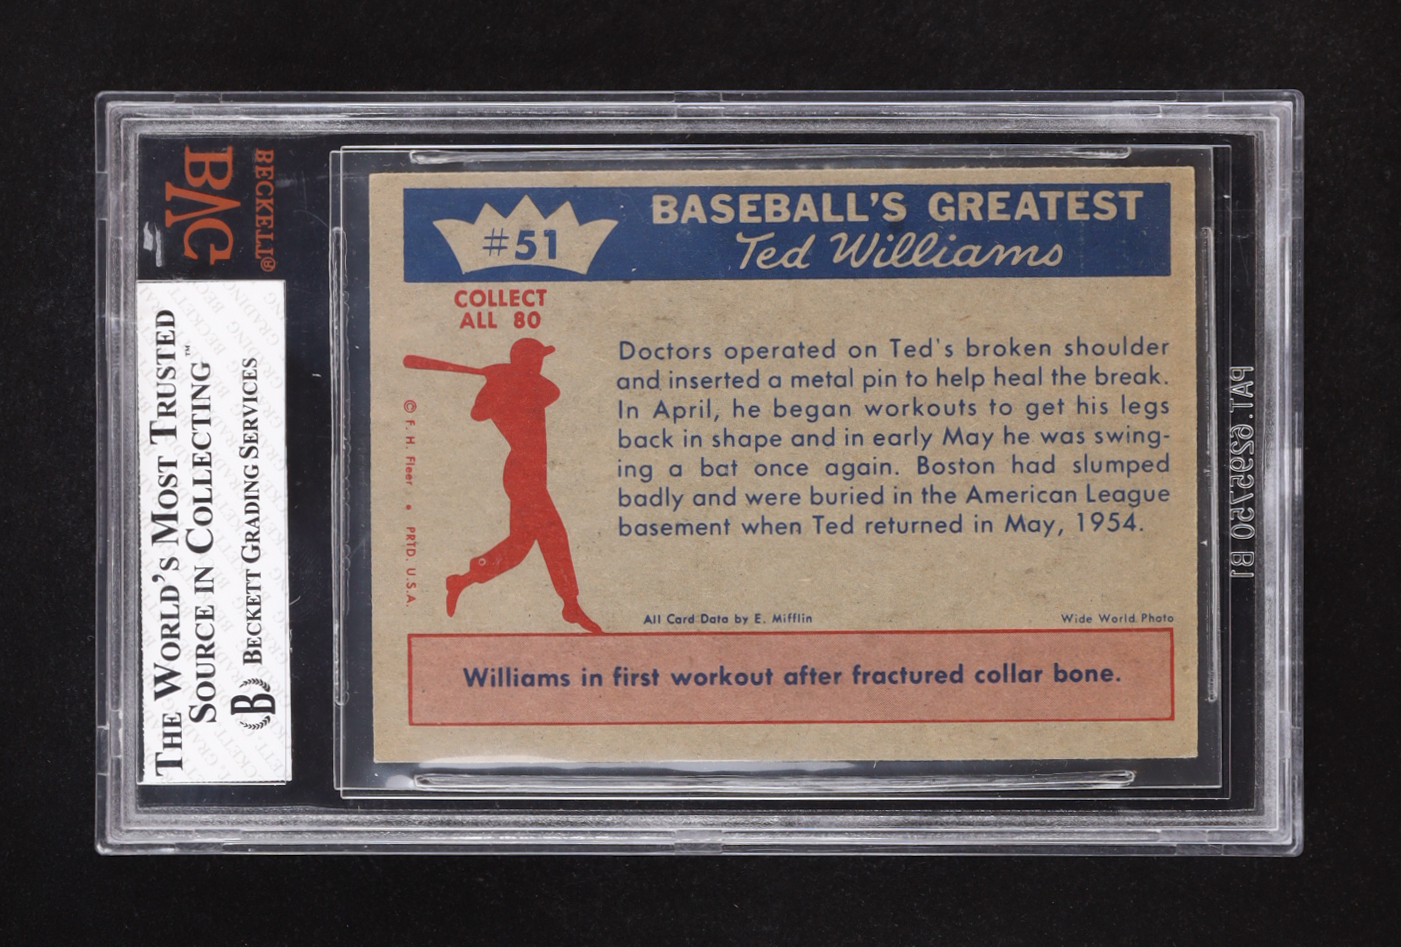 BECKETT®
BVG
THE WORLD'S MOST TRUSTED
SOURCE IN COLLECTING™
B BECKETT GRADING SERVICES
#51
BASEBALL'S GREATEST
Ted Williams
COLLECT
ALL 80
© F. H. Fleer • PRTD. U.S.A.
Doctors operated on Ted's broken shoulder
and inserted a metal pin to help heal the break.
In April, he began workouts to get his legs
back in shape and in early May he was swing-
ing a bat once again. Boston had slumped
badly and were buried in the American League
basement when Ted returned in May, 1954.
All Card Data by E. Mifflin
Wide World Photo
Williams in first workout after fractured collar bone.
PAT. 6295750 B1